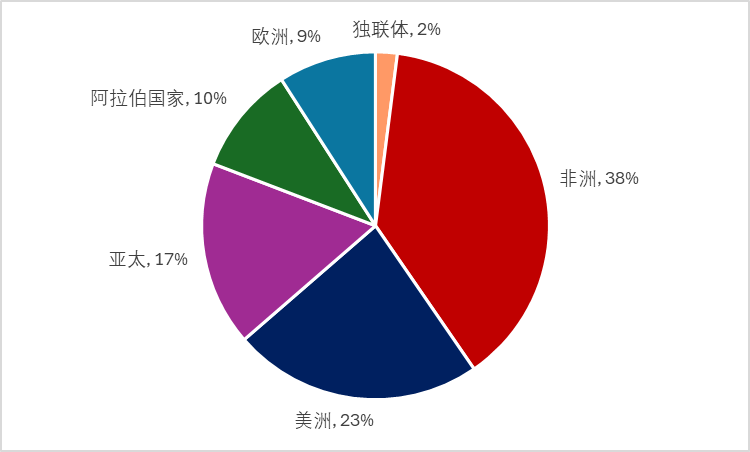 独联体, 2%
欧洲, 9%
阿拉伯国家, 10%
非洲, 38%
亚太, 17%
美洲, 23%